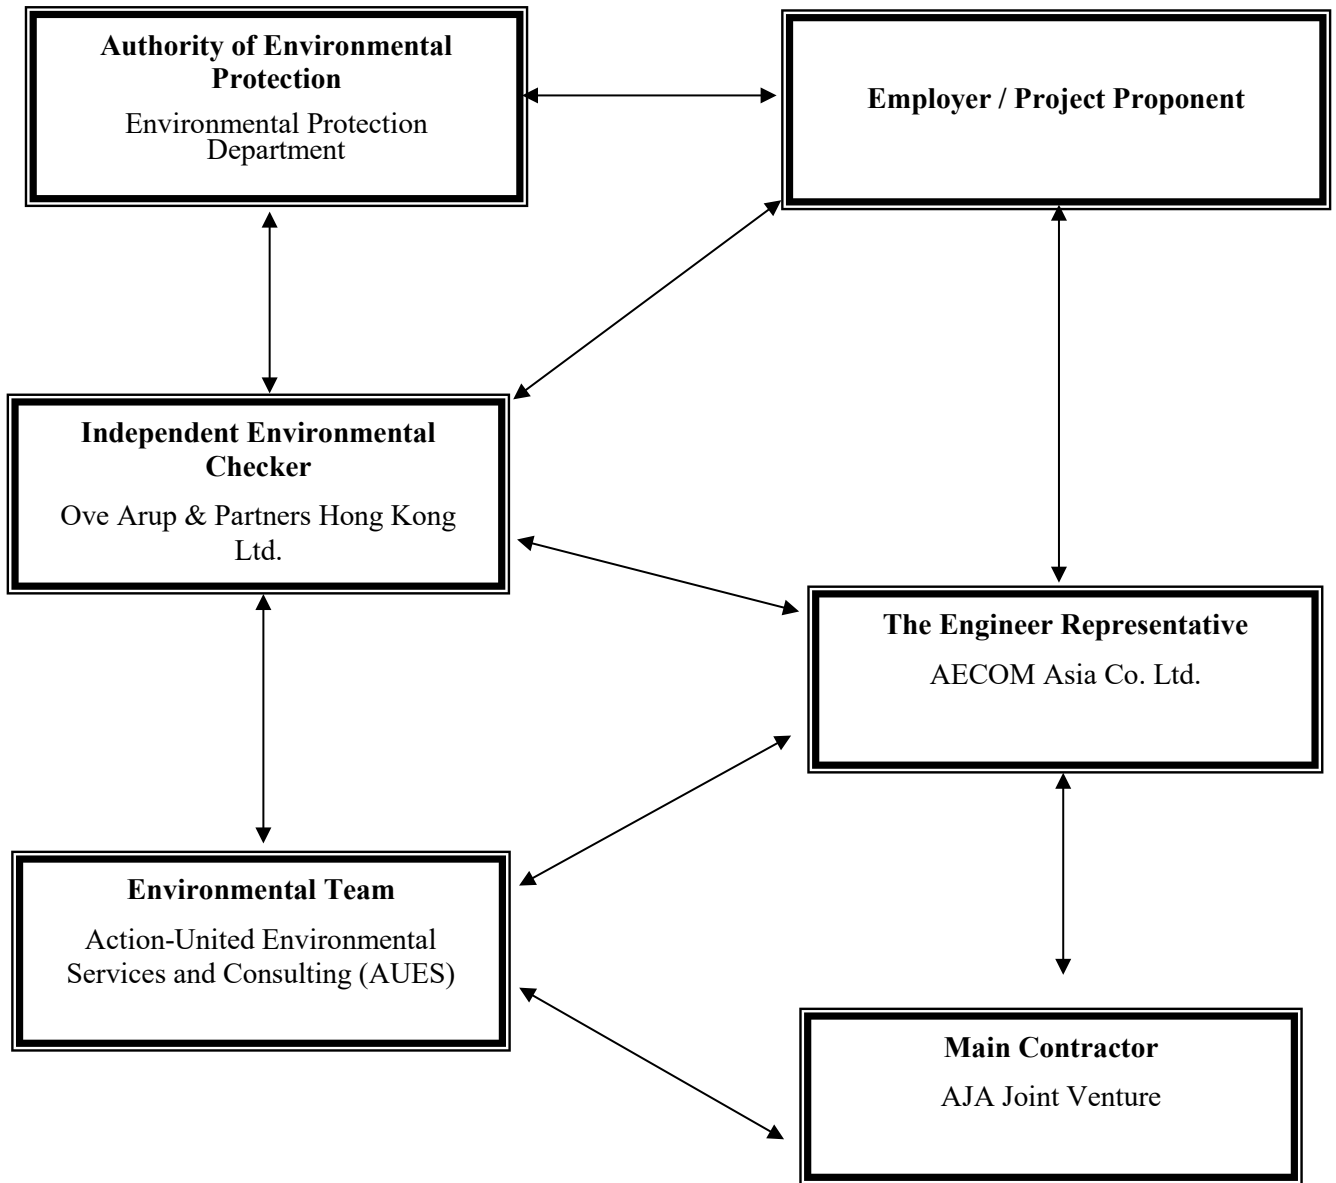 Authority of Environmental
Protection
Environmental Protection
Department
Employer / Project Proponent
Independent Environmental
Checker
Ove Arup & Partners Hong Kong
Ltd.
The Engineer Representative
AECOM Asia Co. Ltd.
Environmental Team
Action-United Environmental
Services and Consulting (AUES)
Main Contractor
AJA Joint Venture